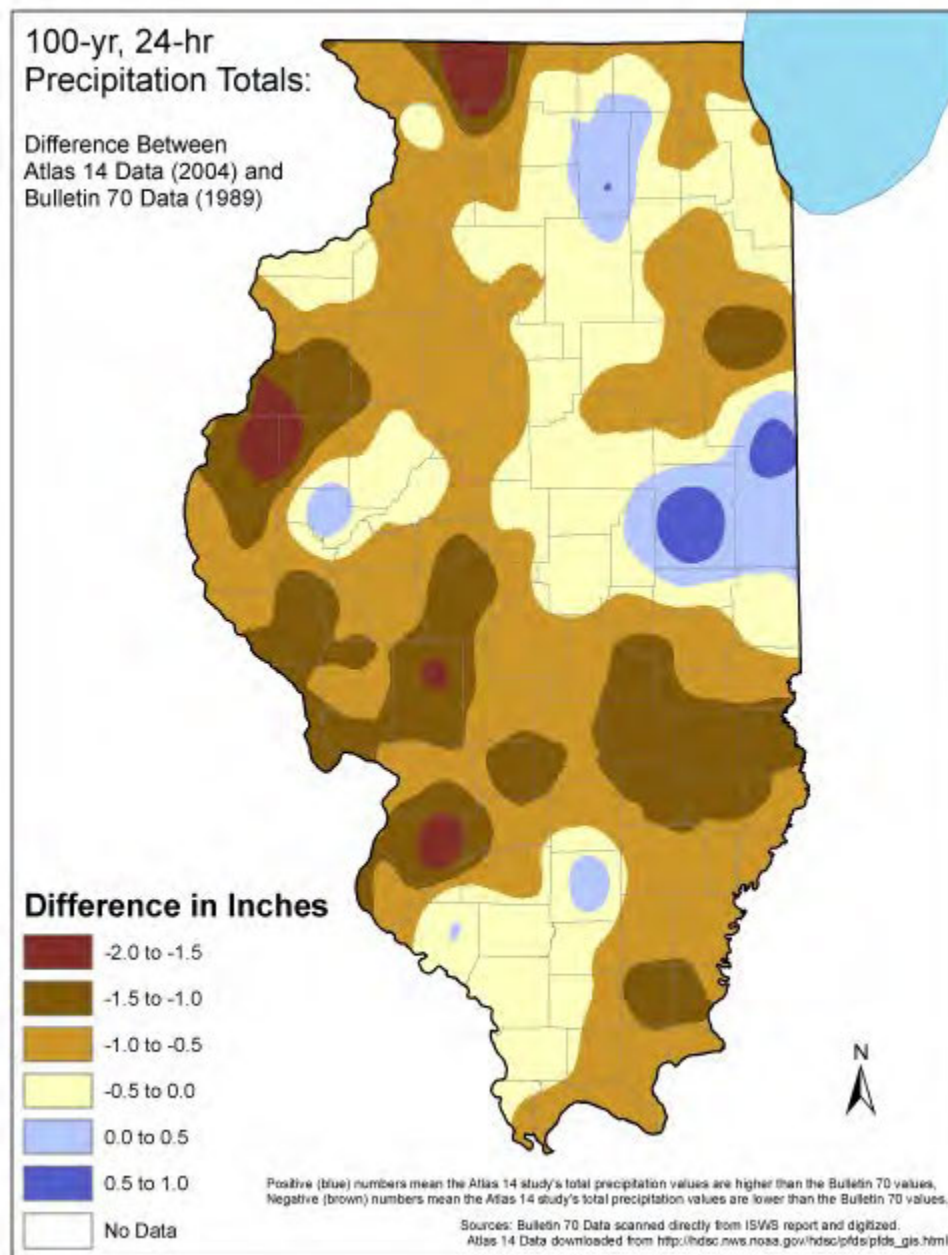 100-yr, 24-hr
Precipitation Totals:
Difference Between
Atlas 14 Data (2004) and
Bulletin 70 Data (1989)
Difference in Inches
-2.0 to -1.5
-1.5 to -1.0
-1.0 to -0.5
-0.5 to 0.0
0.0 to 0.5
0.5 to 1.0
No Data
N
Positive (blue) numbers mean the Atlas 14 study's total precipitation values are higher than the Bulletin 70 values,
Negative (brown) numbers mean the Atlas 14 study's total precipitation values are lower than the Bulletin 70 values.
Sources: Bulletin 70 Data scanned directly from ISWS report and digitized.
Atlas 14 Data downloaded from http://hdsc.nws.noaa.gov/hdsc/pfds/pfds_gis.html